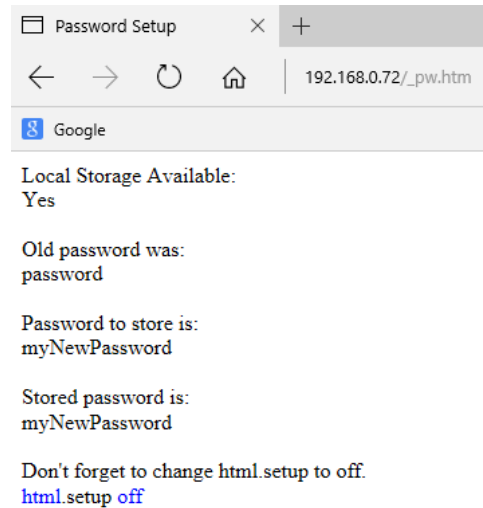 Password Setup
192.168.0.72/_pw.htm
8 Google
Local Storage Available:
Yes
Old password was:
password
Password to store is:
myNewPassword
Stored password is:
myNewPassword
Don't forget to change html.setup to off.
html.setup off